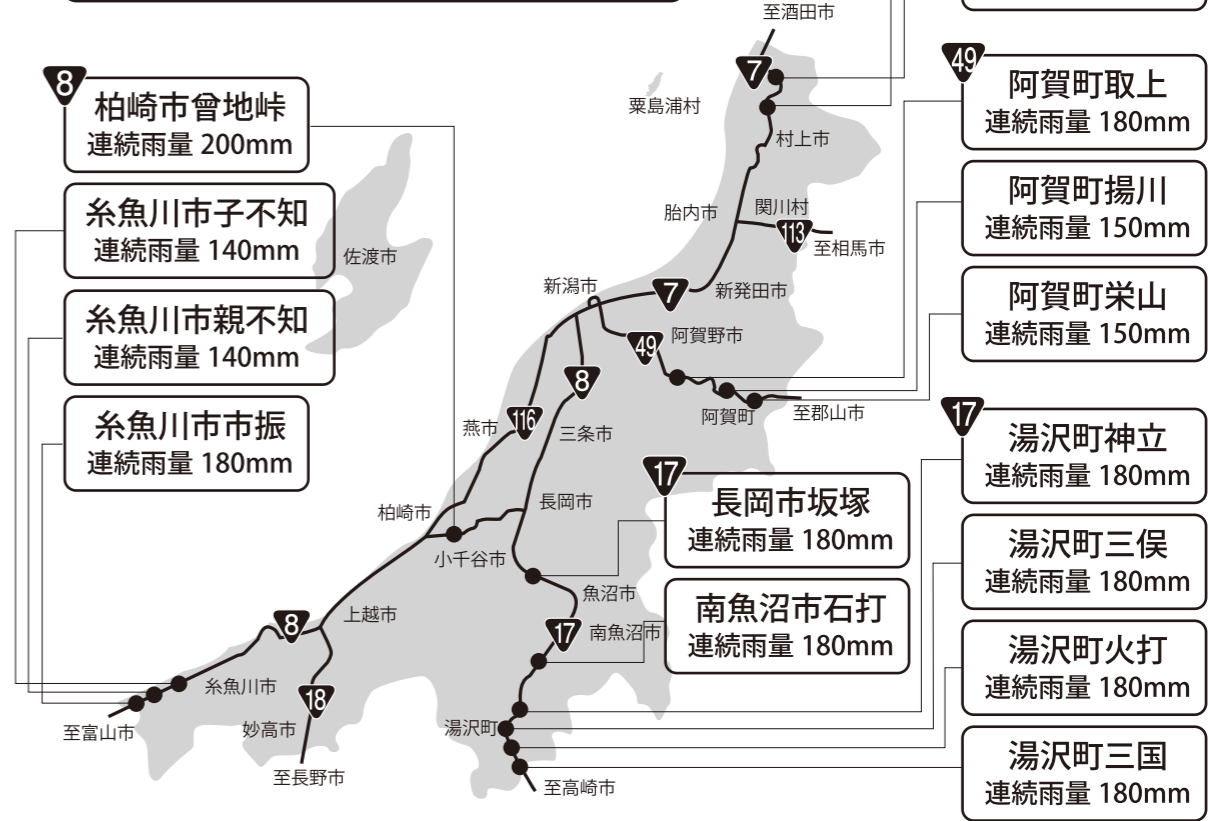 至酒田市
8
柏崎市曾地峠
連続雨量 200mm
糸魚川市子不知
連続雨量 140mm
糸魚川市親不知
連続雨量 140mm
糸魚川市市振
連続雨量 180mm
7
粟島浦村
村上市
胎内市
関川村
113
至相馬市
佐渡市
新潟市
7
新発田市
49
阿賀野市
8
阿賀町
至郡山市
116
燕市
三条市
柏崎市
長岡市
小千谷市
魚沼市
17
南魚沼市
上越市
8
糸魚川市
18
妙高市
至富山市
至長野市
湯沢町
至高崎市
17
長岡市坂塚
連続雨量 180mm
南魚沼市石打
連続雨量 180mm
49
阿賀町取上
連続雨量 180mm
阿賀町揚川
連続雨量 150mm
阿賀町栄山
連続雨量 150mm
17
湯沢町神立
連続雨量 180mm
湯沢町三俣
連続雨量 180mm
湯沢町火打
連続雨量 180mm
湯沢町三国
連続雨量 180mm